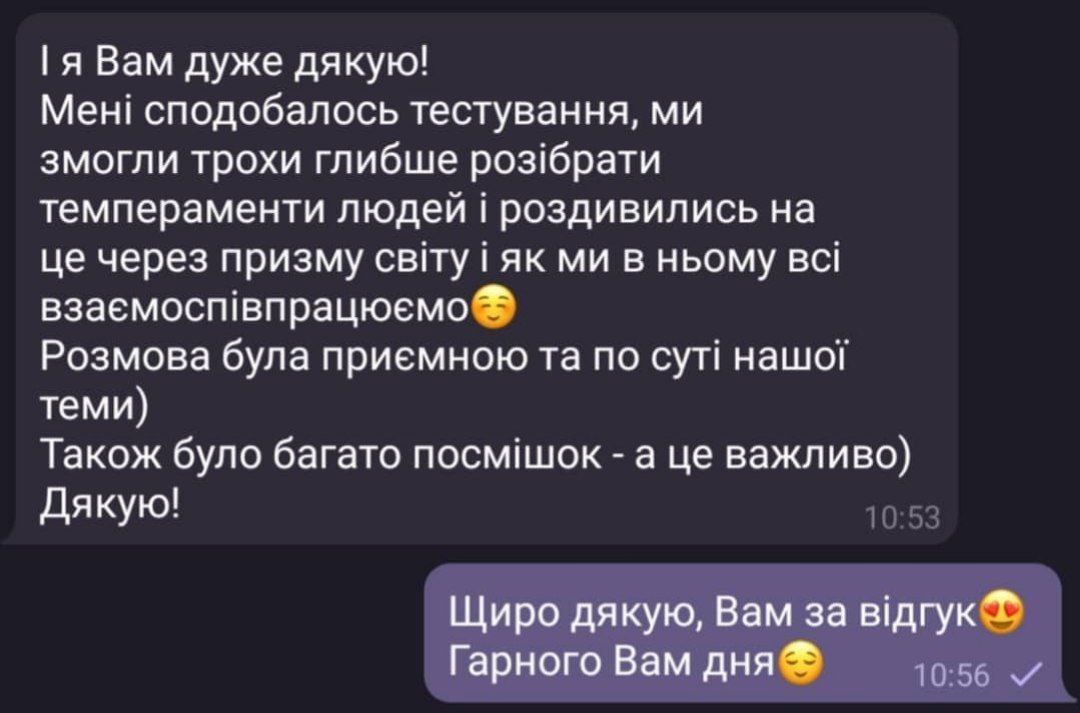 І я Вам дуже дякую!
Мені сподобалось тестування, ми
змогли трохи глибше розібрати
темпераменти людей і роздивились на
це через призму світу і як ми в ньому всі
взаємоспівпрацюємо☺️
Розмова була приємною та по суті нашої
теми)
Також було багато посмішок - а це важливо)
Дякую!
10:53
Щиро дякую, Вам за відгук😍
Гарного Вам дня😌
10:56